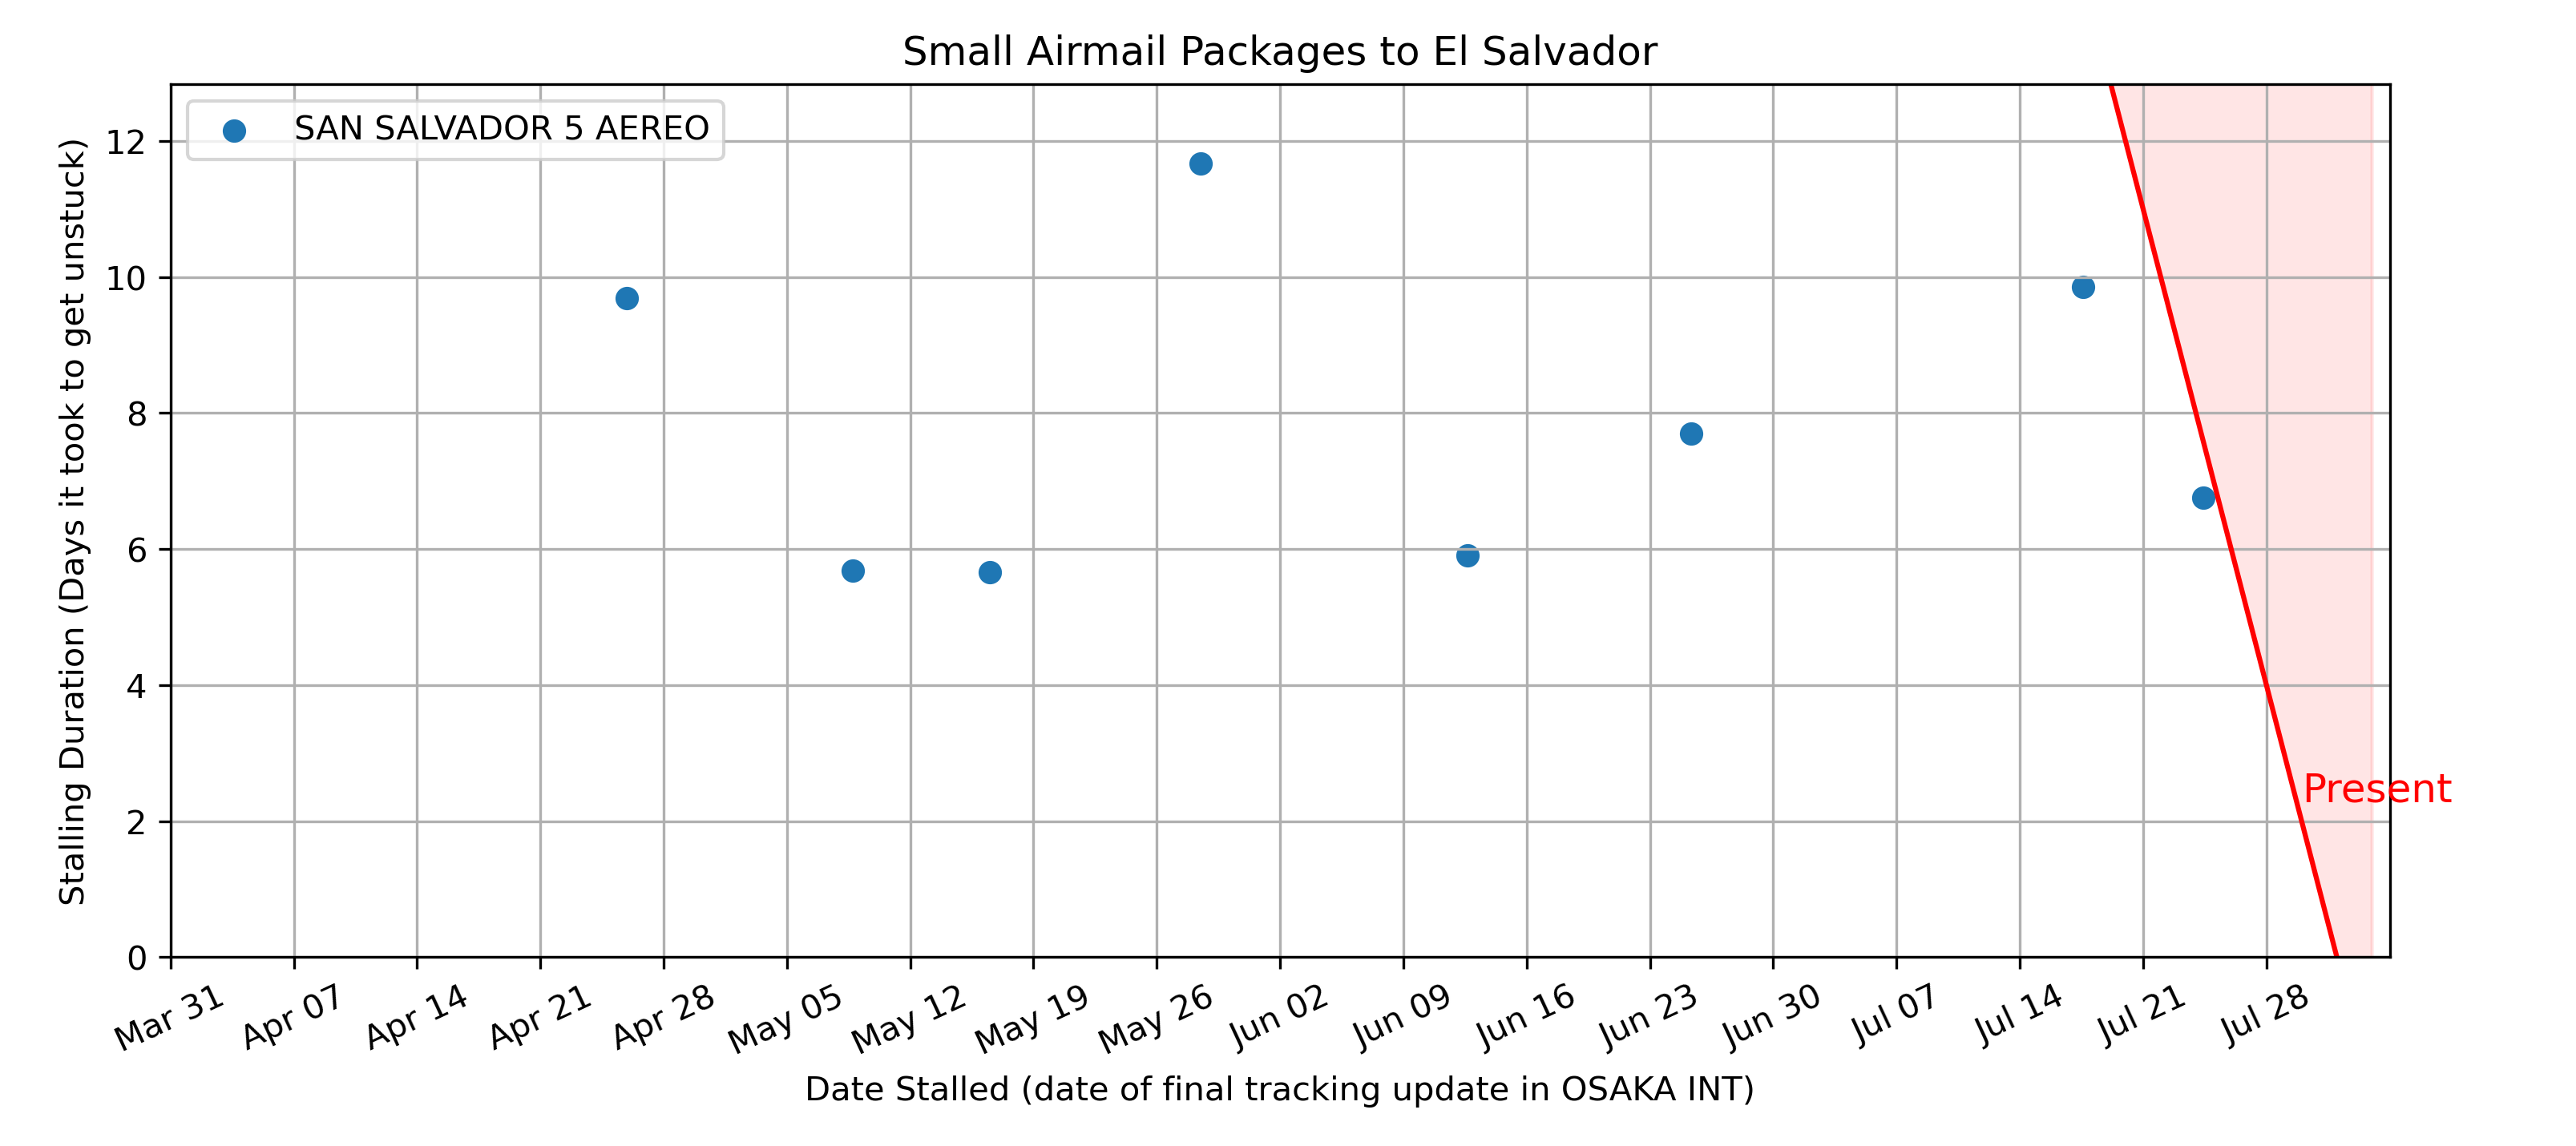 Small Airmail Packages to El Salvador
SAN SALVADOR 5 AEREO
Stalling Duration (Days it took to get unstuck)
12
10
8
6
4
2
0
Present
Mar 31
Apr 07
Apr 14
Apr 21
Apr 28
May 05
May 12
May 19
May 26
Jun 02
Jun 09
Jun 16
Jun 23
Jun 30
Jul 07
Jul 14
Jul 21
Jul 28
Date Stalled (date of final tracking update in OSAKA INT)